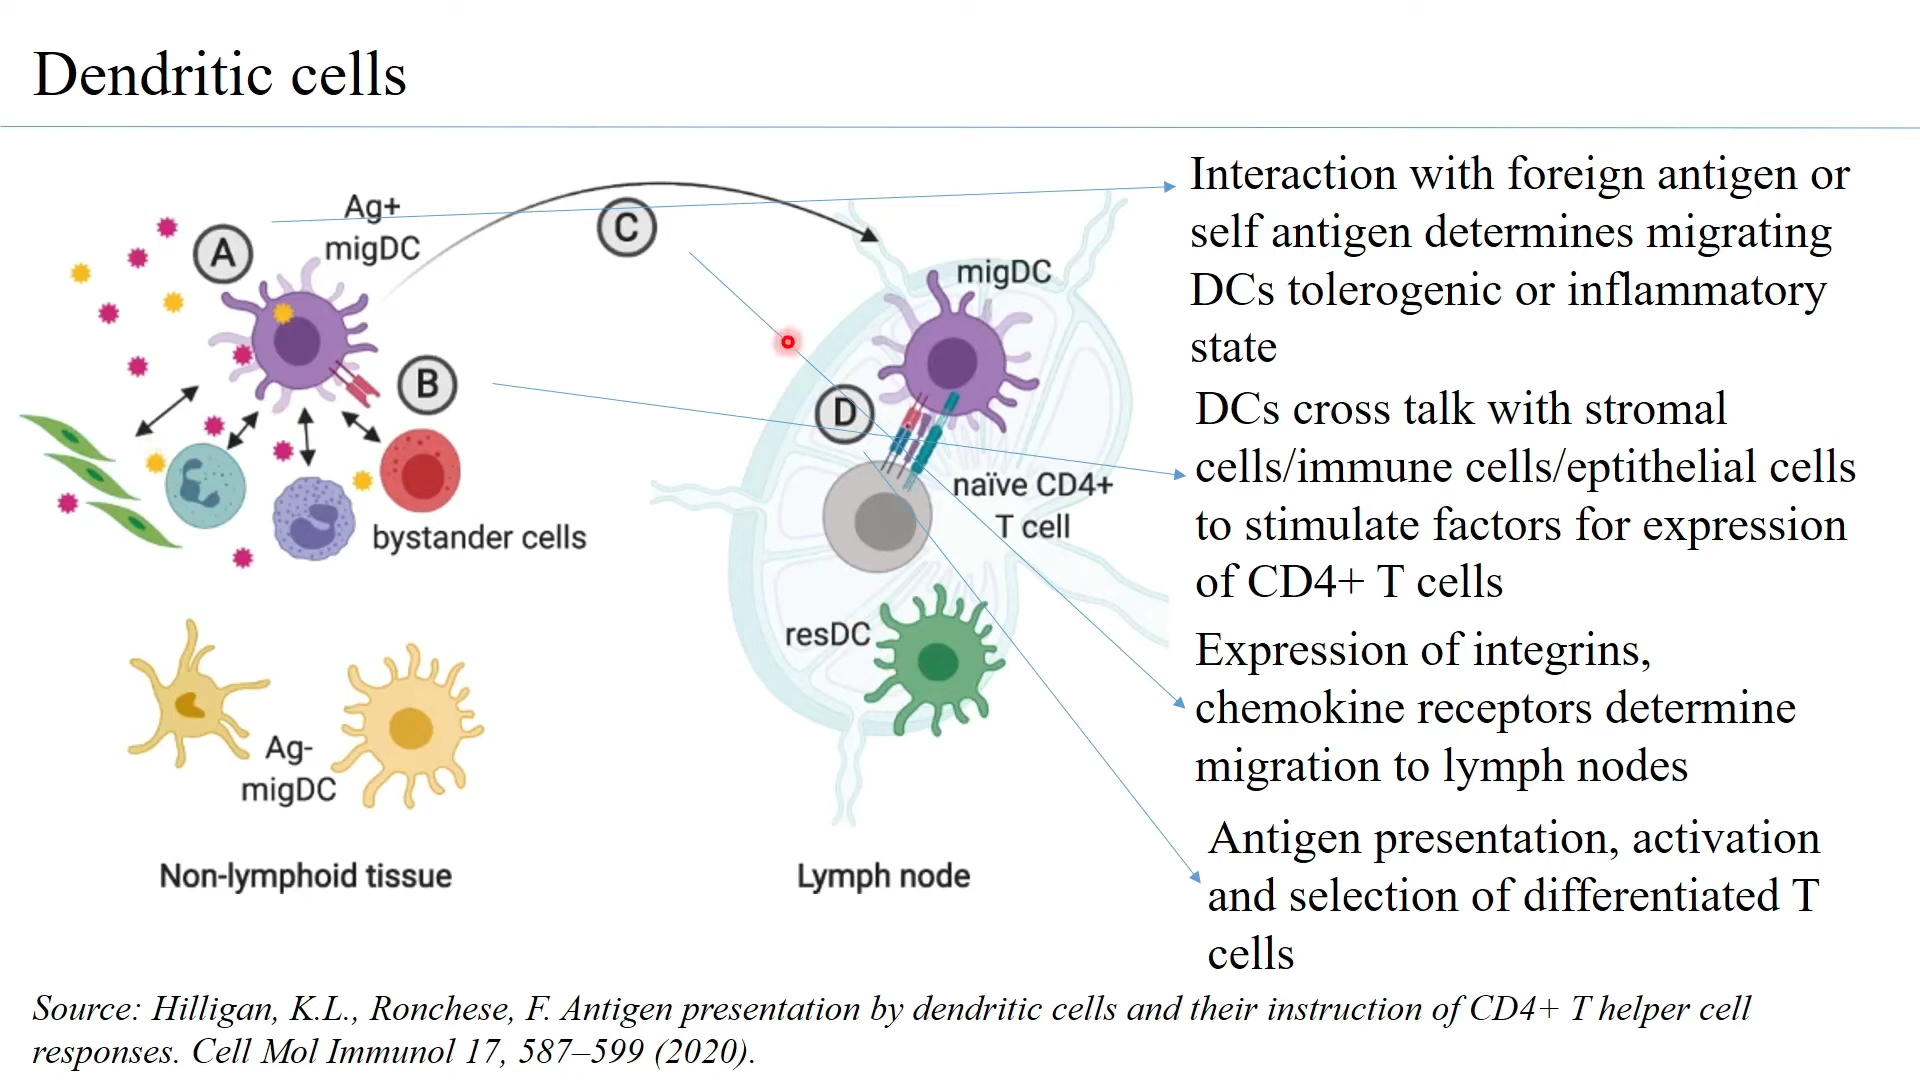 Dendritic cells
A
Ag+
migDC
B
bystander cells
Ag-
migDC
Non-lymphoid tissue
C
migDC
D
naïve CD4+
T cell
resDC
Lymph node
Interaction with foreign antigen or
self antigen determines migrating
DCs tolerogenic or inflammatory
state
DCs cross talk with stromal
cells/immune cells/eptithelial cells
to stimulate factors for expression
of CD4+ T cells
Expression of integrins,
chemokine receptors determine
migration to lymph nodes
Antigen presentation, activation
and selection of differentiated T
cells
Source: Hilligan, K.L., Ronchese, F. Antigen presentation by dendritic cells and their instruction of CD4+ T helper cell
responses. Cell Mol Immunol 17, 587–599 (2020).